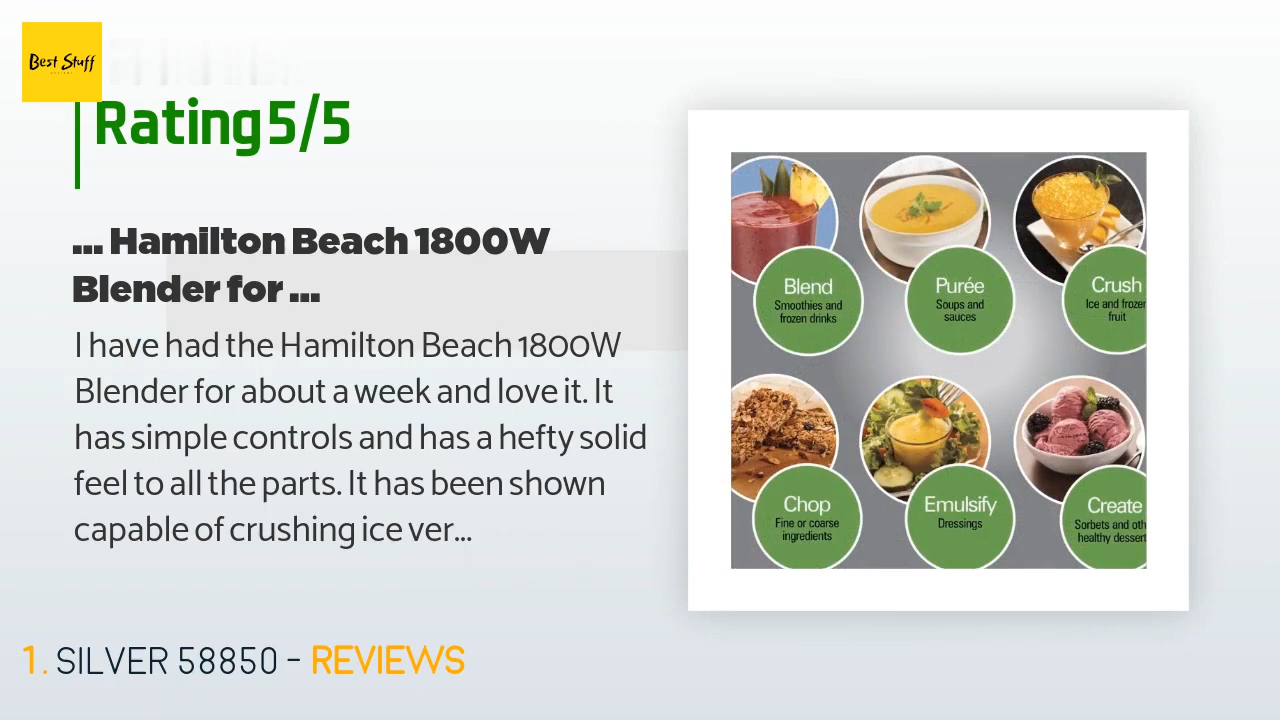 Best Stuff
Rating 5/5
... Hamilton Beach 1800W
Blender for ...
I have had the Hamilton Beach 1800W
Blender for about a week and love it. It
has simple controls and has a hefty solid
feel to all the parts. It has been shown
capable of crushing ice ver...
Blend
Smoothies and
frozen drinks
Purée
Soups and
sauces
Crush
Ice and frozen
fruit
Chop
Fine or coarse
ingredients
Emulsify
Dressings
Create
Sorbets and oth
healthy dessert
1. SILVER 58850 - REVIEWS